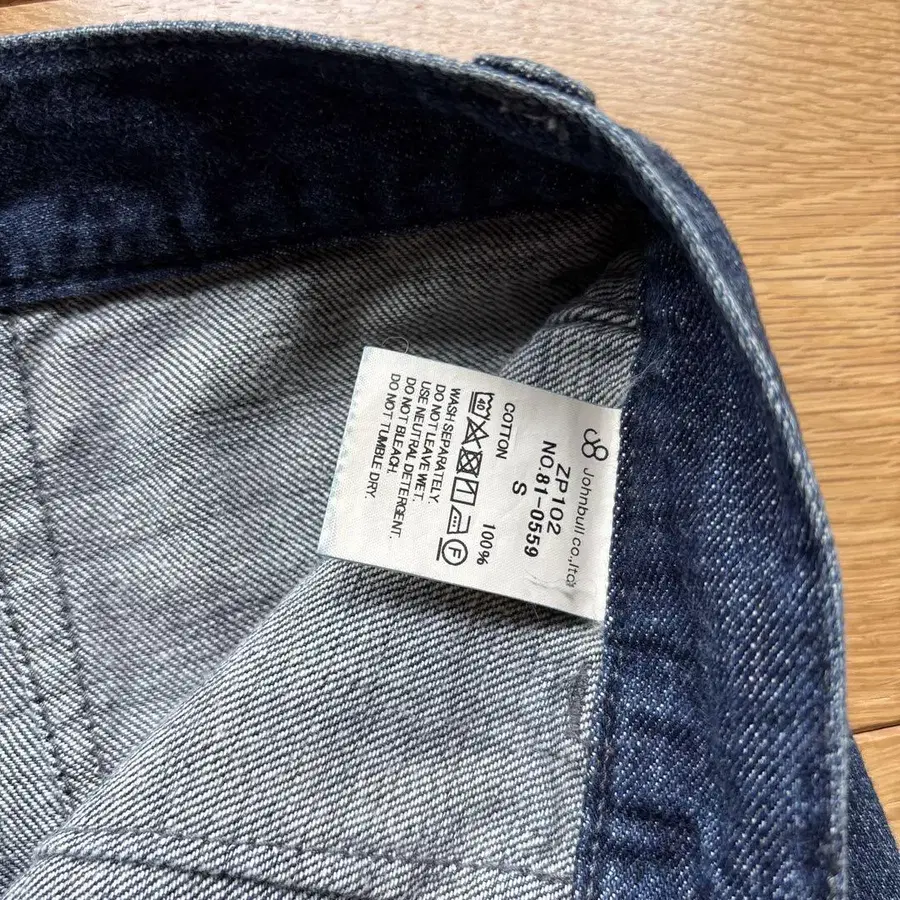 Johnbull co.,ltd
ZP102
NO.81-0559
S
COTTON 100%
40
F
WASH SEPARATELY.
DO NOT LEAVE WET.
USE NEUTRAL DETERGENT.
DO NOT BLEACH.
DO NOT TUMBLE DRY.